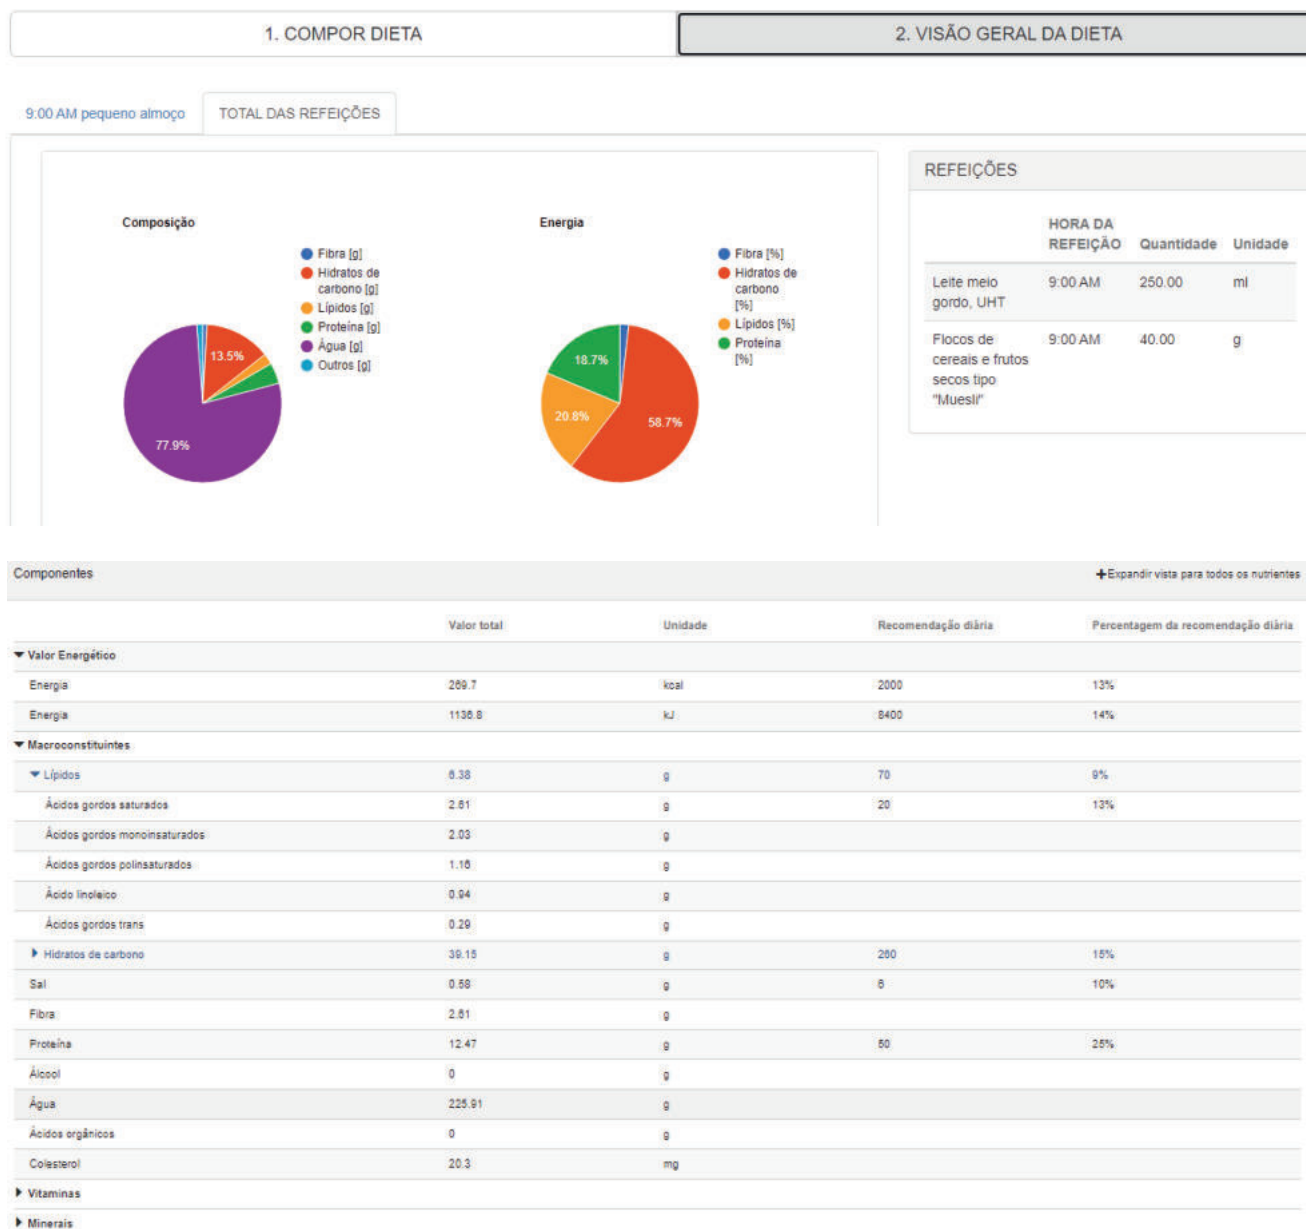 1. COMPOR DIETA
2. VISÃO GERAL DA DIETA
9:00 AM pequeno almoço
TOTAL DAS REFEIÇÕES
Composição
Fibra [g]
Hidratos de
carbono [g]
Lípidos [g]
Proteína [g]
Água [g]
Outros [g]
13.5%
77.9%
Energia
Fibra [%]
Hidratos de
carbono
[%]
Lípidos [%]
Proteína
[%]
18.7%
20.8%
58.7%
REFEIÇÕES
HORA DA
REFEIÇÃO Quantidade Unidade
Leite meio 9:00 AM 250.00 ml
gordo, UHT
Flocos de 9:00 AM 40.00 g
cereais e frutos
secos tipo
"Muesli"
Componentes +Expandir vista para todos os nutrientes
Valor total Unidade Recomendação diária Percentagem da recomendação diária
Valor Energético
Energia 269.7 kcal 2000 13%
Energia 1136.8 kJ 8400 14%
Macroconstituintes
Lípidos 6.38 g 70 9%
Ácidos gordos saturados 2.61 g 20 13%
Ácidos gordos monoinsaturados 2.03 g
Ácidos gordos polinsaturados 1.16 g
Ácido linoleico 0.94 g
Ácidos gordos trans 0.29 g
Hidratos de carbono 39.15 g 260 15%
Sal 0.58 g 6 10%
Fibra 2.61 g
Proteína 12.47 g 50 25%
Álcool 0 g
Água 225.91 g
Ácidos orgânicos 0 g
Colesterol 20.3 mg
Vitaminas
Minerais